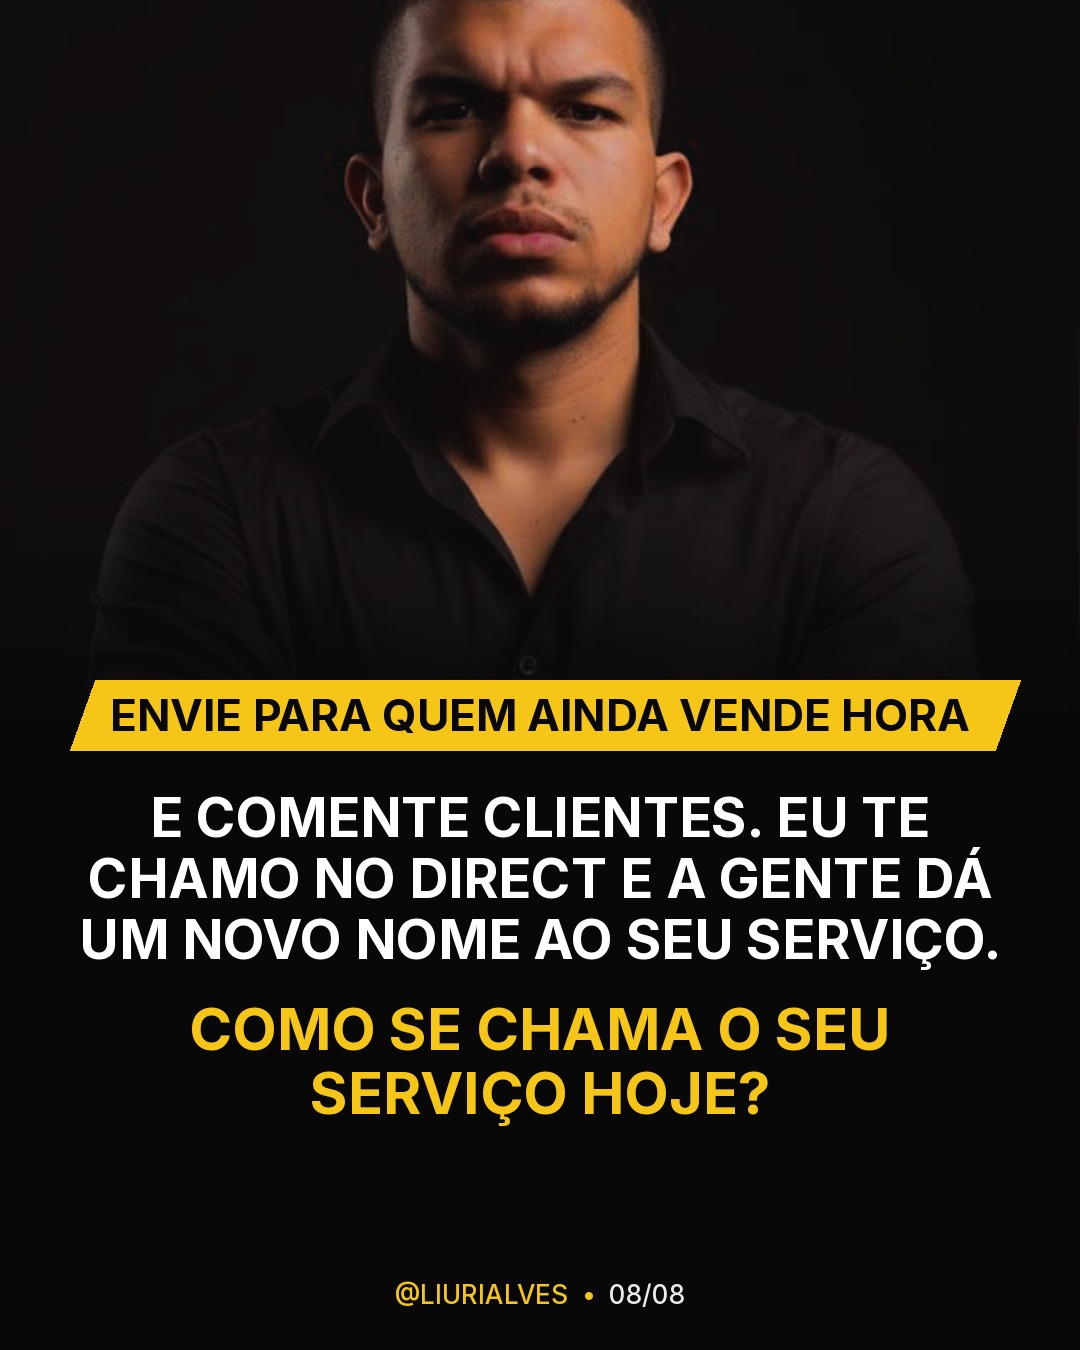 ENVIE PARA QUEM AINDA VENDE HORA
E COMENTE CLIENTES. EU TE
CHAMO NO DIRECT E A GENTE DÁ
UM NOVO NOME AO SEU SERVIÇO.
COMO SE CHAMA O SEU
SERVIÇO HOJE?
@LIURIALVES • 08/08